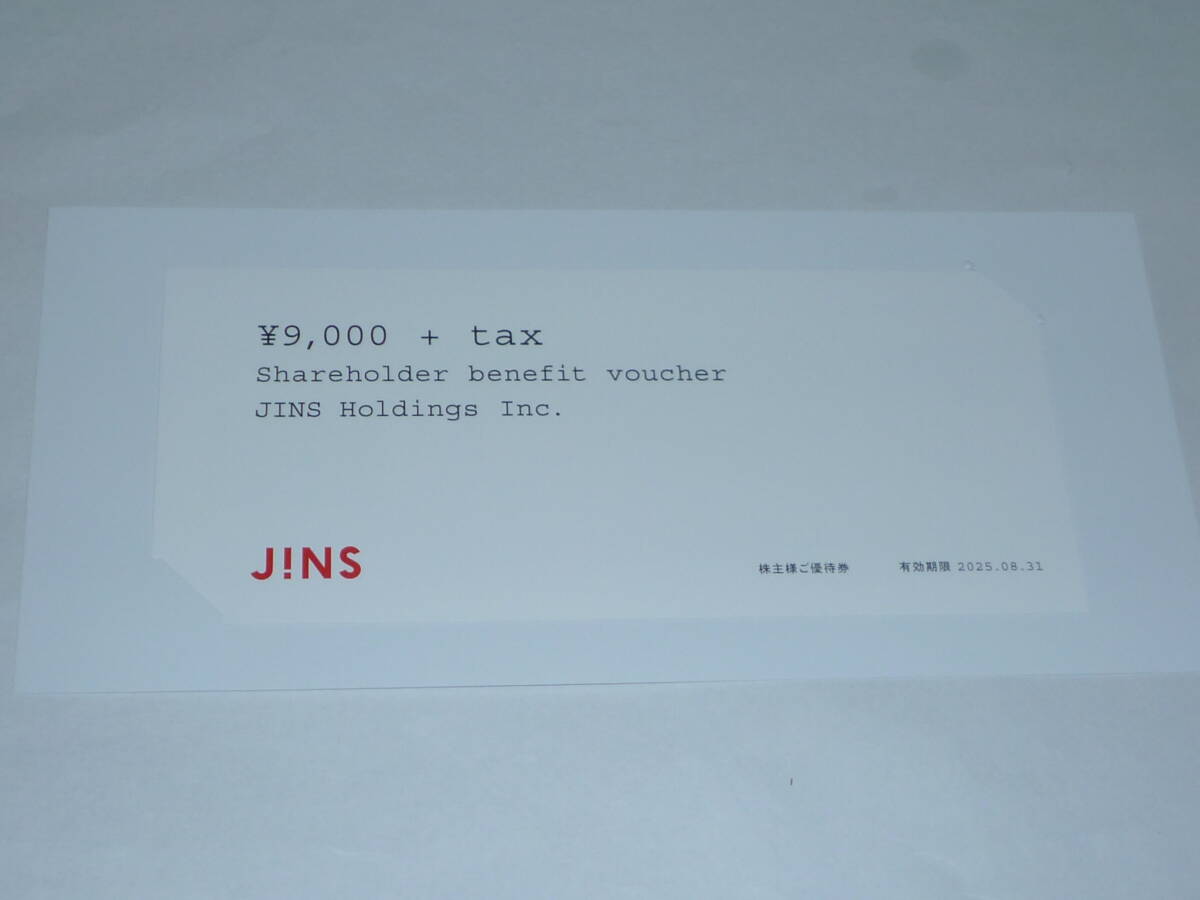 ¥9,000 + tax
Shareholder benefit voucher
JINS Holdings Inc.
J!NS
株主様ご優待券 有効期限 2025.08.31